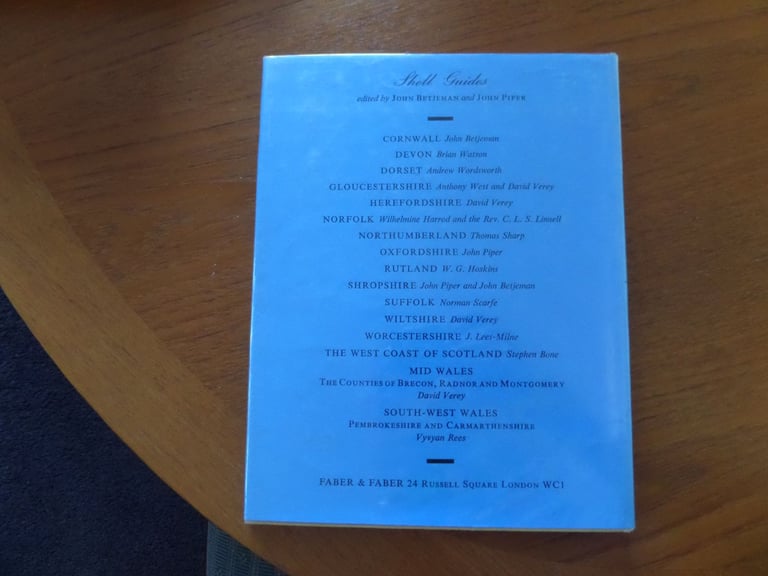 Shell Guides
edited by JOHN BETJEMAN and JOHN PIPER
CORNWALL John Betjeman
DEVON Brian Watson
DORSET Andrew Wordsworth
GLOUCESTERSHIRE Anthony West and David Verey
HEREFORDSHIRE David Verey
NORFOLK Wilhelmine Harrod and the Rev. C. L. S. Linnell
NORTHUMBERLAND Thomas Sharp
OXFORDSHIRE John Piper
RUTLAND W. G. Hoskins
SHROPSHIRE John Piper and John Betjeman
SUFFOLK Norman Scarfe
WILTSHIRE David Verey
WORCESTERSHIRE J. Lees-Milne
THE WEST COAST OF SCOTLAND Stephen Bone
MID WALES
THE COUNTIES OF BRECON, RADNOR AND MONTGOMERY
David Verey
SOUTH-WEST WALES
PEMBROKESHIRE AND CARMARTHENSHIRE
Vyvyan Rees
FABER & FABER 24 RUSSELL SQUARE LONDON WC1